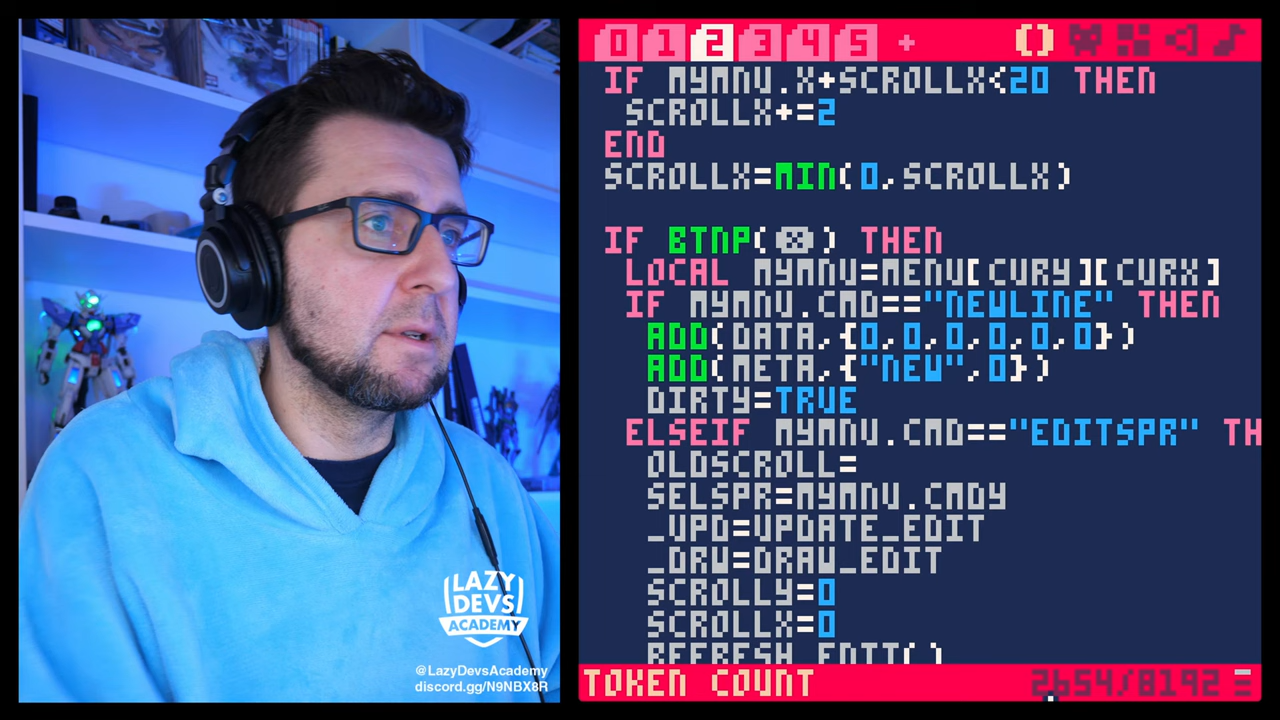 0 1 2 3 4 5 +
IF MYMNU.X+SCROLLX<20 THEN
SCROLLX+=2
END
SCROLLX=MIN(0,SCROLLX)
IF BTNP(❎) THEN
LOCAL MYMNU=MENU[CURY][CURX]
IF MYMNU.CMD=="NEWLINE" THEN
ADD(DATA,{0,0,0,0,0,0})
ADD(META,{"NEW",0})
DIRTY=TRUE
ELSEIF MYMNU.CMD=="EDITSPR" TH
OLDSCROLL=
SELSPR=MYMNU.CMDY
_UPD=UPDATE_EDIT
_DRW=DRAW_EDIT
SCROLLY=0
SCROLLX=0
REFRESH_EDIT()
TOKEN COUNT 2654/8192
LAZY
DEVS
ACADEMY
@LazyDevsAcademy
discord.gg/N9NBX8R